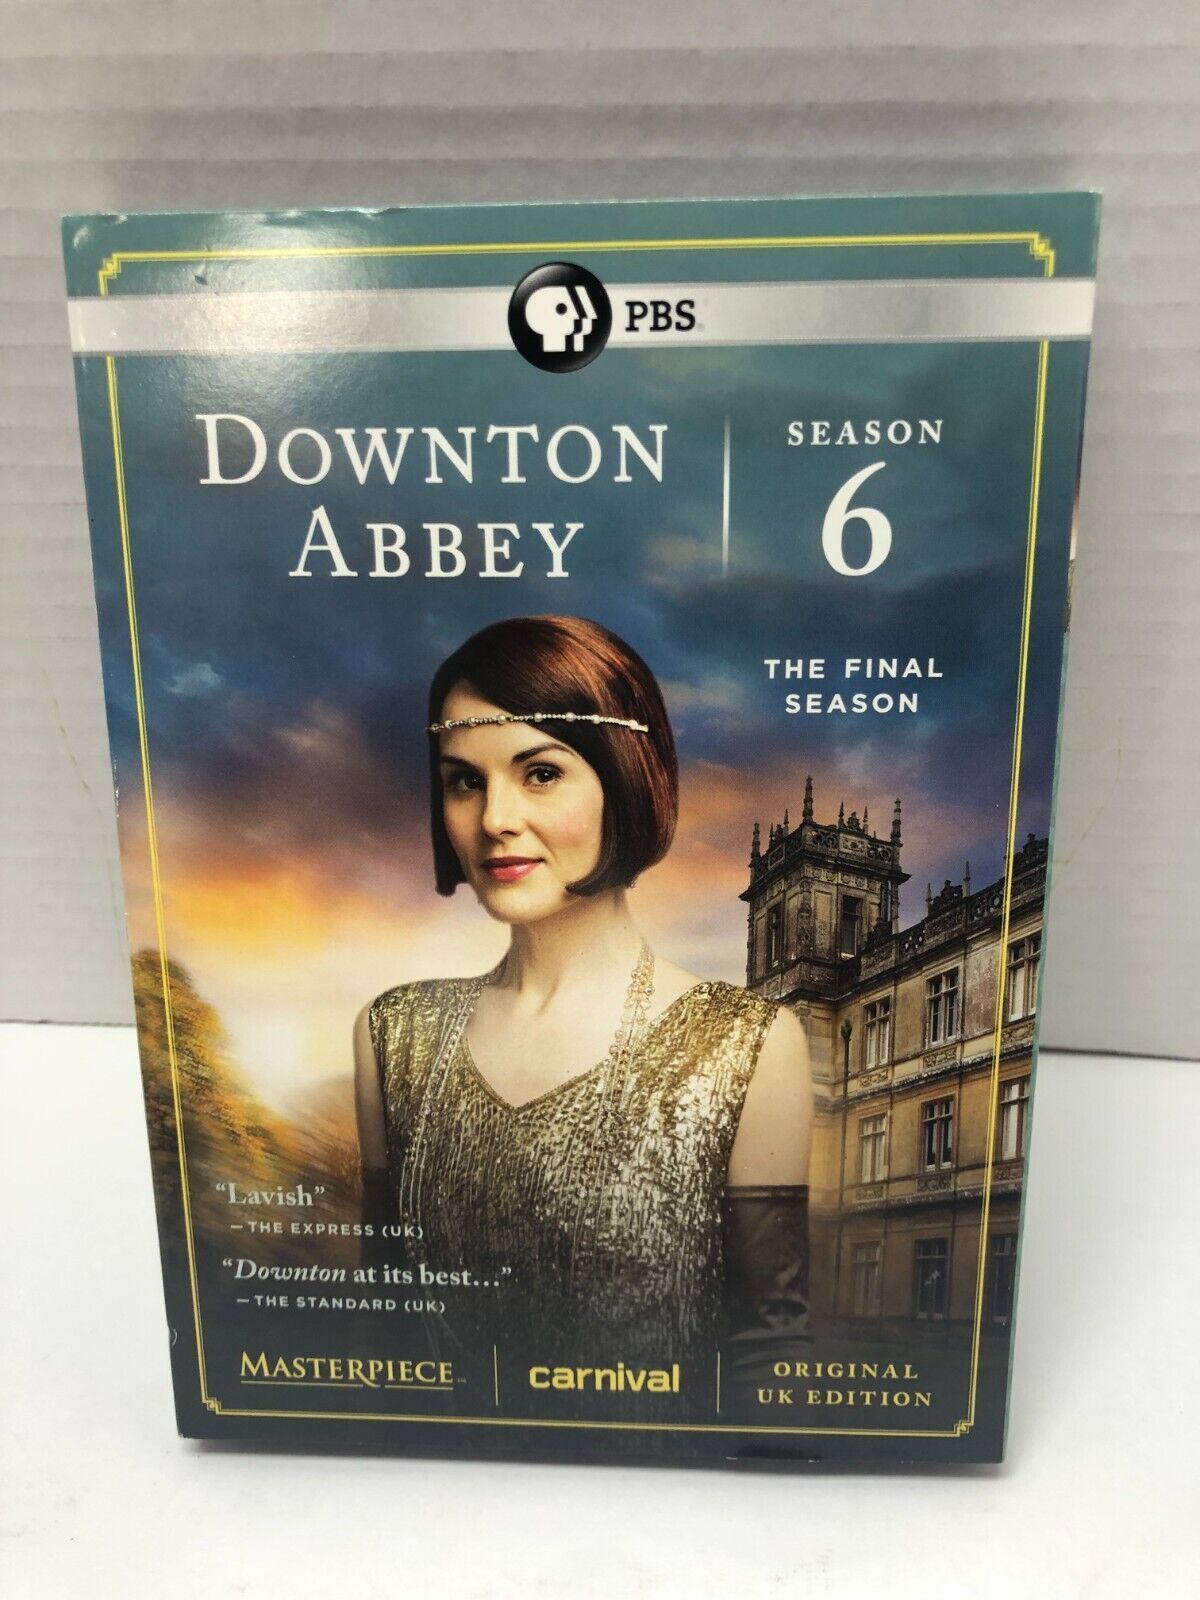 PBS
DOWNTON
ABBEY
SEASON
6
THE FINAL
SEASON
“Lavish”
—THE EXPRESS (UK)
“Downton at its best...”
—THE STANDARD (UK)
MASTERPIECE™
carnival
ORIGINAL
UK EDITION